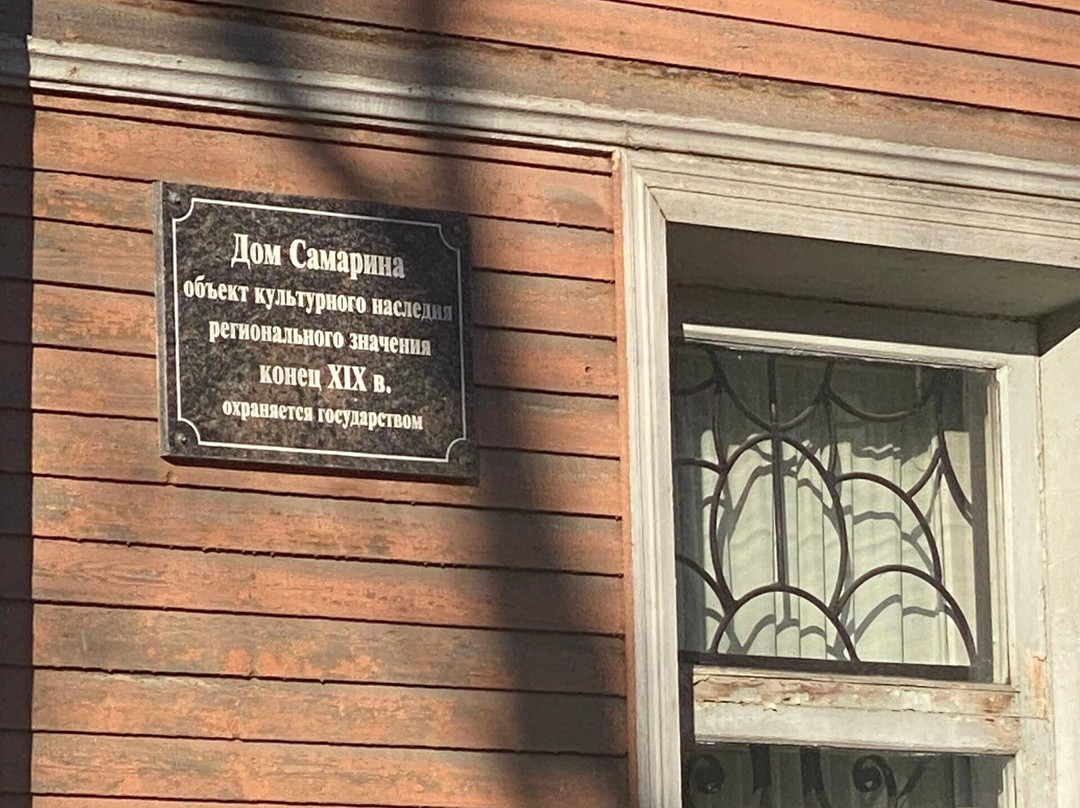 Дом Самарина
объект культурного наследия
регионального значения
конец XIX в.
охраняется государством